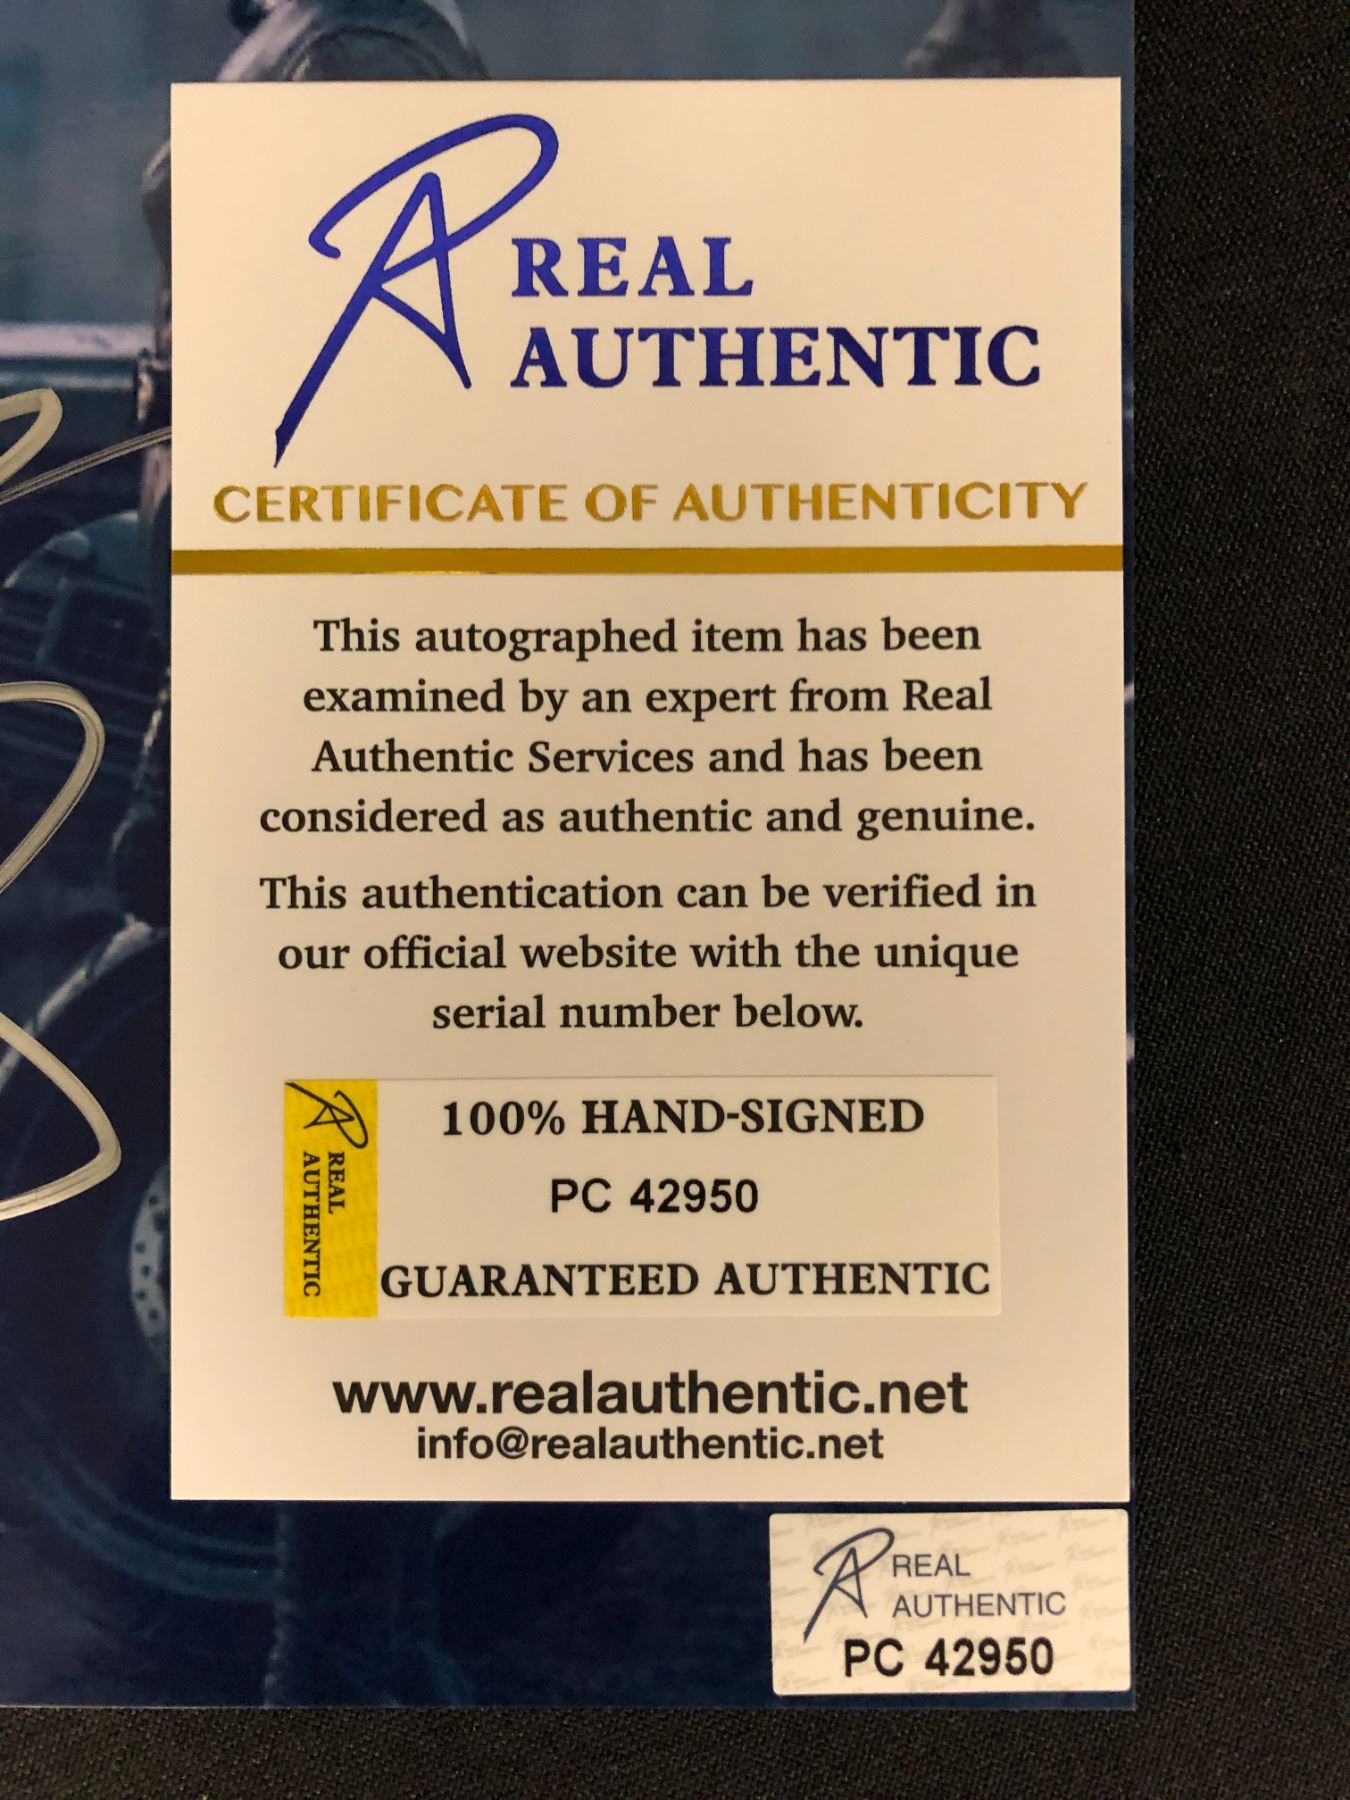 REAL
AUTHENTIC
CERTIFICATE OF AUTHENTICITY
This autographed item has been
examined by an expert from Real
Authentic Services and has been
considered as authentic and genuine.
This authentication can be verified in
our official website with the unique
serial number below.
REAL
AUTHENTIC
100% HAND-SIGNED
PC 42950
GUARANTEED AUTHENTIC
www.realauthentic.net
info@realauthentic.net
REAL
AUTHENTIC
PC 42950